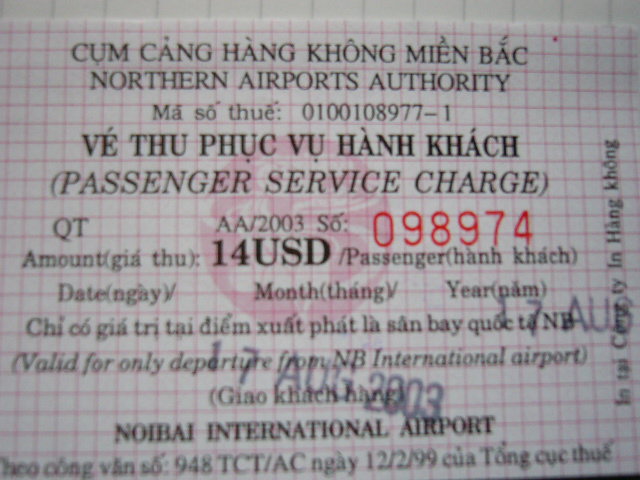 CỤM CẢNG HÀNG KHÔNG MIỀN BẮC
NORTHERN AIRPORTS AUTHORITY
Mã số thuế: 0100108977-1
VÉ THU PHỤC VỤ HÀNH KHÁCH
(PASSENGER SERVICE CHARGE)
QT AA/2003 Số: 098974
Amount(giá thu): 14USD /Passenger(hành khách)
Date(ngày)/ Month(tháng)/ Year(năm)
Chỉ có giá trị tại điểm xuất phát là sân bay quốc tế NB
17 AUG
(Valid for only departure from NB International airport)
17 AUG 2003
(Giao khách hàng)
NOIBAI INTERNATIONAL AIRPORT
Theo công văn số: 948 TCT/AC ngày 12/2/99 của Tổng cục thuế
In tại Công ty In Hàng không